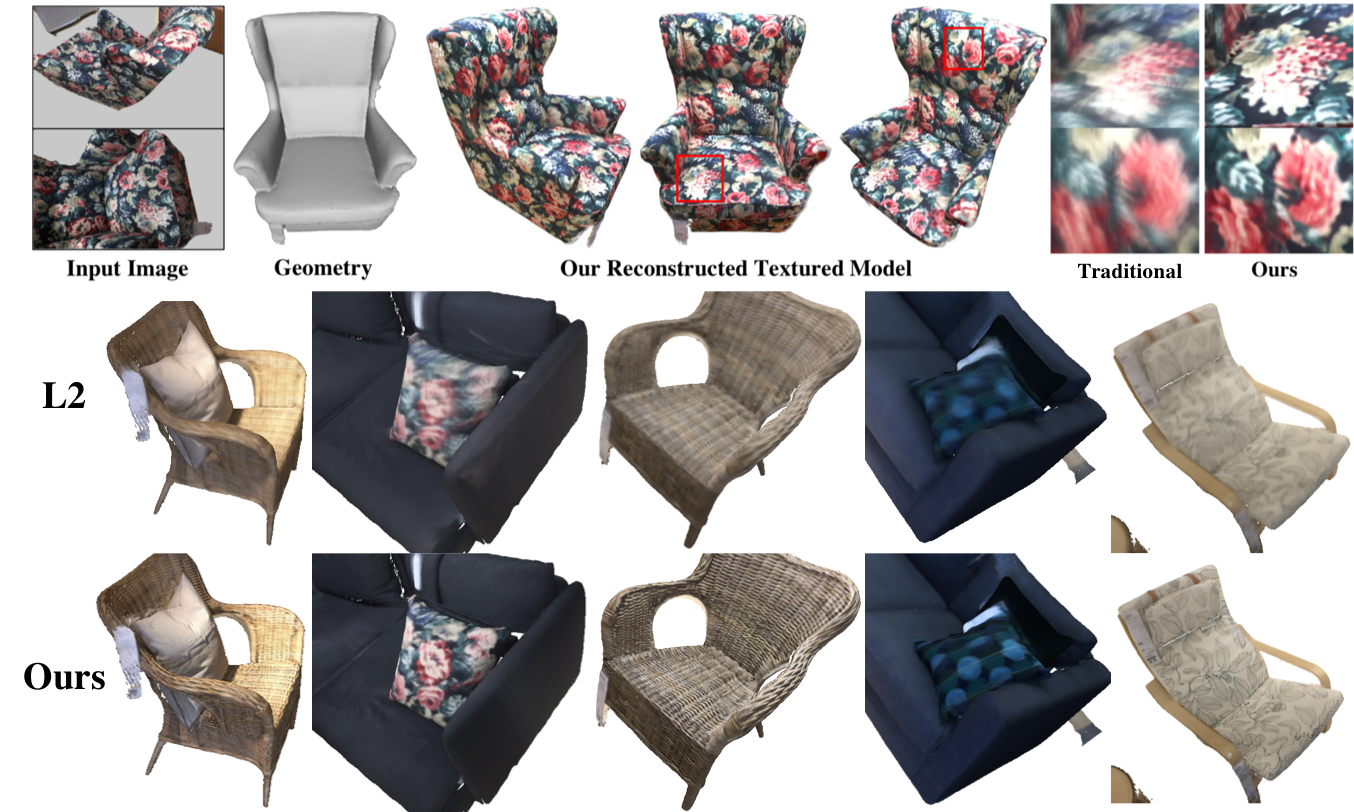 Input Image
Geometry
Our Reconstructed Textured Model
Traditional
Ours
L2
Ours